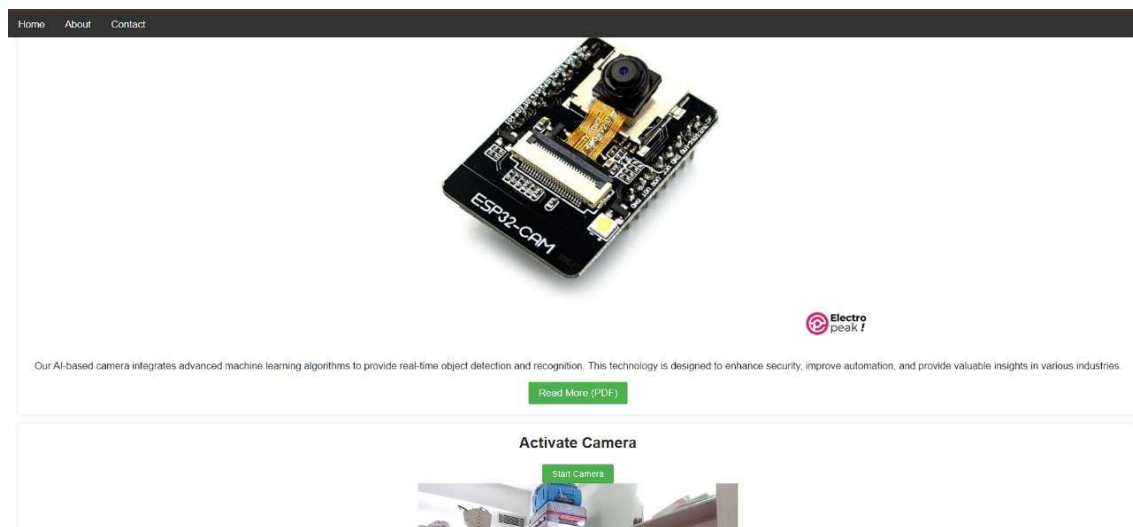 Home About Contact
ESP32-CAM
Electro
peak!
Our AI-based camera integrates advanced machine learning algorithms to provide real-time object detection and recognition. This technology is designed to enhance security, improve automation, and provide valuable insights in various industries.
Read More (PDF)
Activate Camera
Start Camera